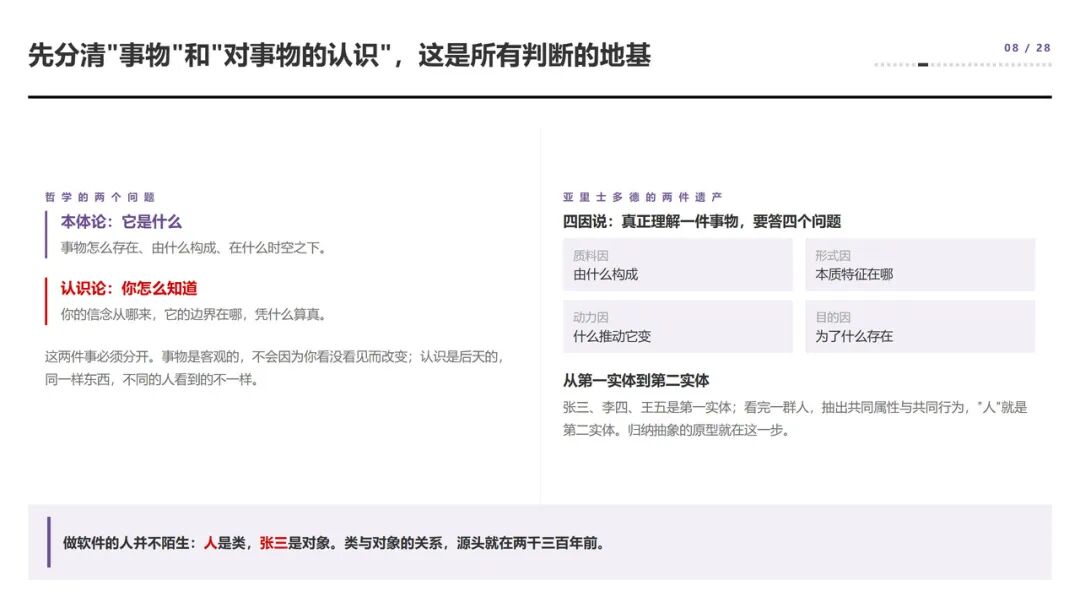 先分清"事物"和"对事物的认识"，这是所有判断的地基
08 / 28
哲学的两个问题
本体论：它是什么
事物怎么存在、由什么构成、在什么时空之下。
认识论：你怎么知道
你的信念从哪来，它的边界在哪，凭什么算真。
这两件事必须分开。事物是客观的，不会因为你看没看见而改变；认识是后天的，
同一样东西，不同的人看到的不一样。
亚里士多德的两件遗产
四因说：真正理解一件事物，要答四个问题
质料因
由什么构成
形式因
本质特征在哪
动力因
什么推动它变
目的因
为了什么存在
从第一实体到第二实体
张三、李四、王五是第一实体；看完一群人，抽出共同属性与共同行为，"人"就是
第二实体。归纳抽象的原型就在这一步。
做软件的人并不陌生：人是类，张三是对象。类与对象的关系，源头就在两千三百年前。